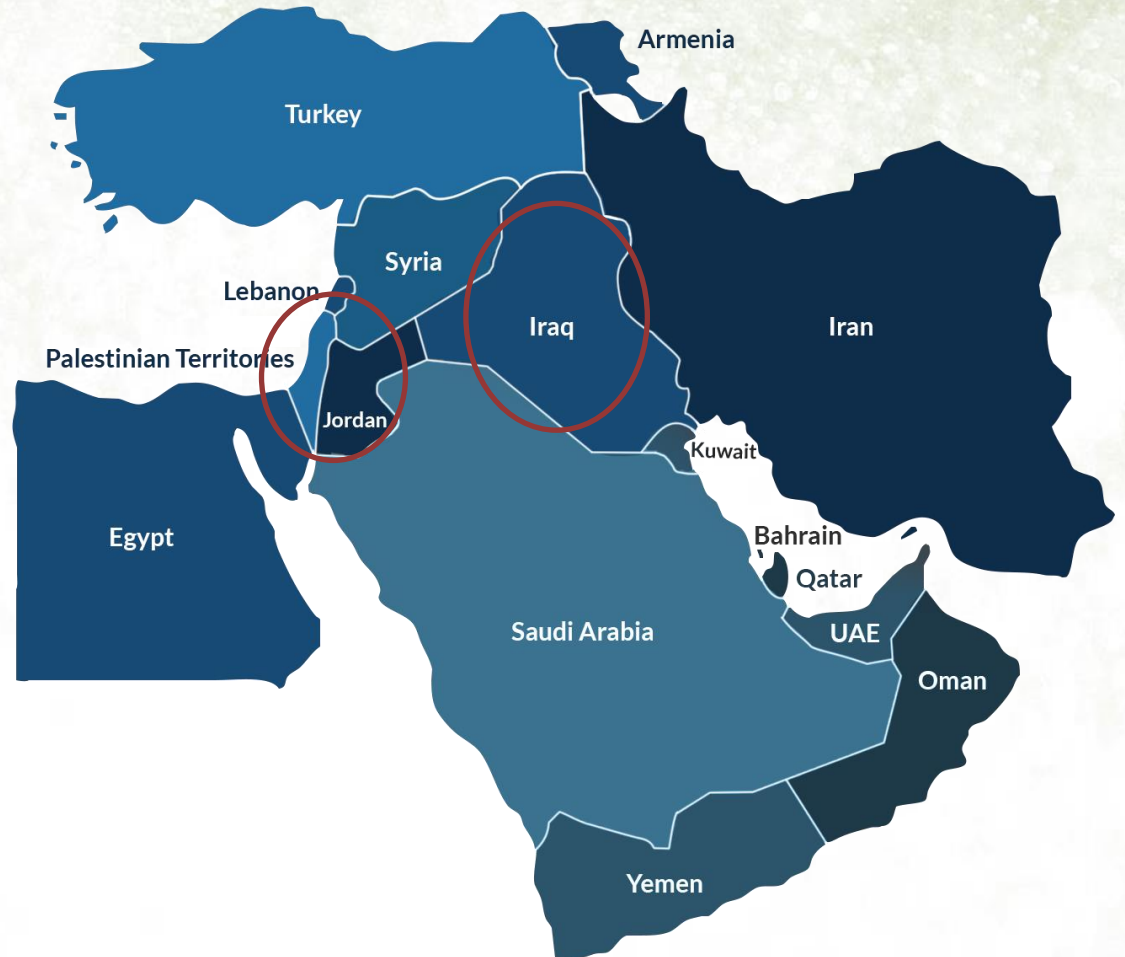 Armenia
Turkey
Syria
Lebanon
Iraq
Iran
Palestinian Territories
Jordan
Kuwait
Egypt
Bahrain
Qatar
Saudi Arabia
UAE
Oman
Yemen